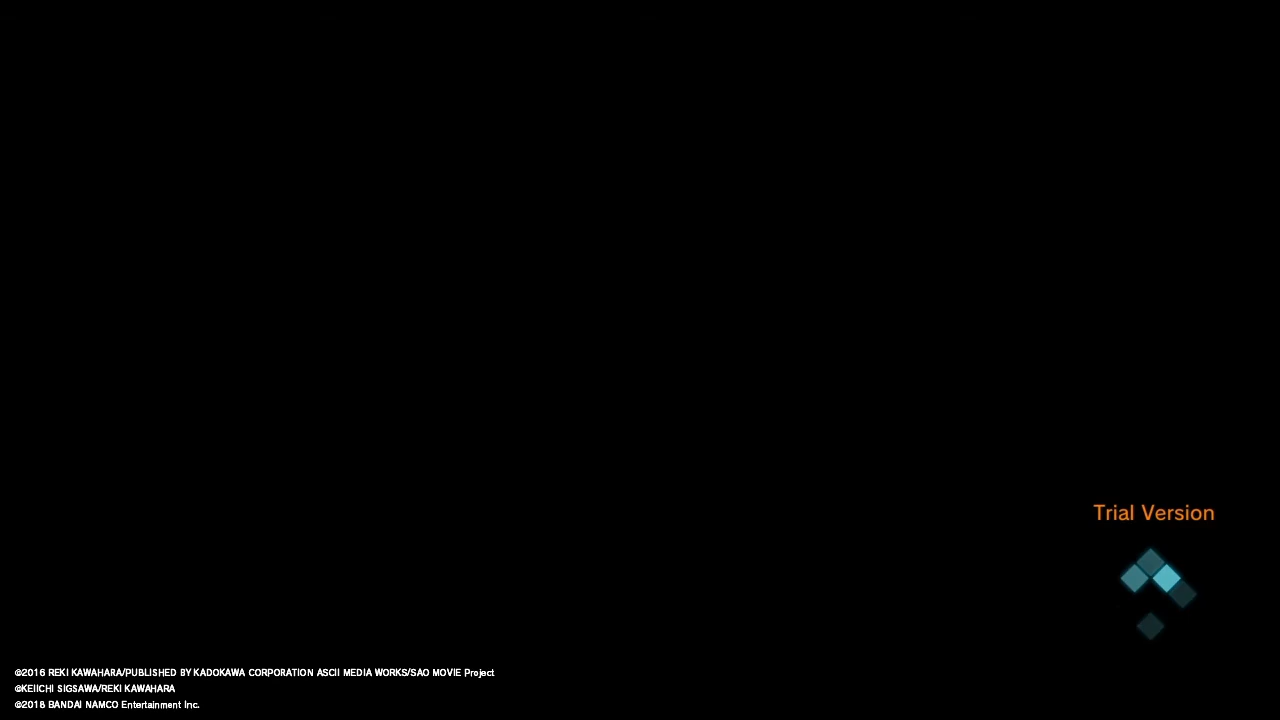 Trial Version
©2016 REKI KAWAHARA/PUBLISHED BY KADOKAWA CORPORATION ASCII MEDIA WORKS/SAO MOVIE Project
©KEIICHI SIGSAWA/REKI KAWAHARA
©2018 BANDAI NAMCO Entertainment Inc.